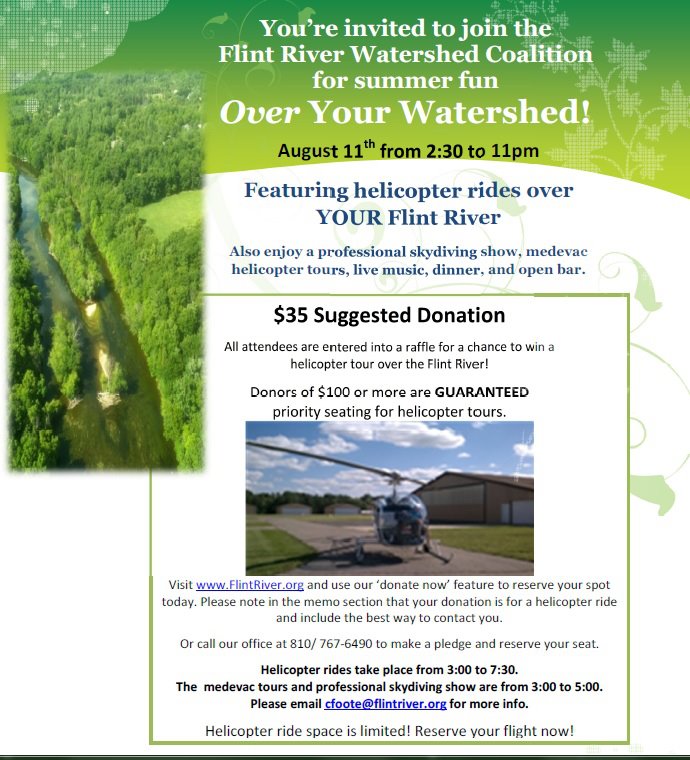 You're invited to join the
Flint River Watershed Coalition
for summer fun
Over Your Watershed!
August 11th from 2:30 to 11pm
Featuring helicopter rides over
YOUR Flint River
Also enjoy a professional skydiving show, medevac
helicopter tours, live music, dinner, and open bar.
$35 Suggested Donation
All attendees are entered into a raffle for a chance to win a
helicopter tour over the Flint River!
Donors of $100 or more are GUARANTEED
priority seating for helicopter tours.
Visit www.FlintRiver.org and use our 'donate now' feature to reserve your spot
today. Please note in the memo section that your donation is for a helicopter ride
and include the best way to contact you.
Or call our office at 810/ 767-6490 to make a pledge and reserve your seat.
Helicopter rides take place from 3:00 to 7:30.
The medevac tours and professional skydiving show are from 3:00 to 5:00.
Please email cfoote@flintriver.org for more info.
Helicopter ride space is limited! Reserve your flight now!